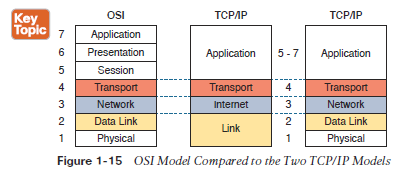 Key
Topic
OSI TCP/IP TCP/IP
7 Application
6 Presentation Application 5 - 7 Application
5 Session
4 Transport Transport 4 Transport
3 Network Internet 3 Network
2 Data Link Link 2 Data Link
1 Physical 1 Physical
Figure 1-15 OSI Model Compared to the Two TCP/IP Models